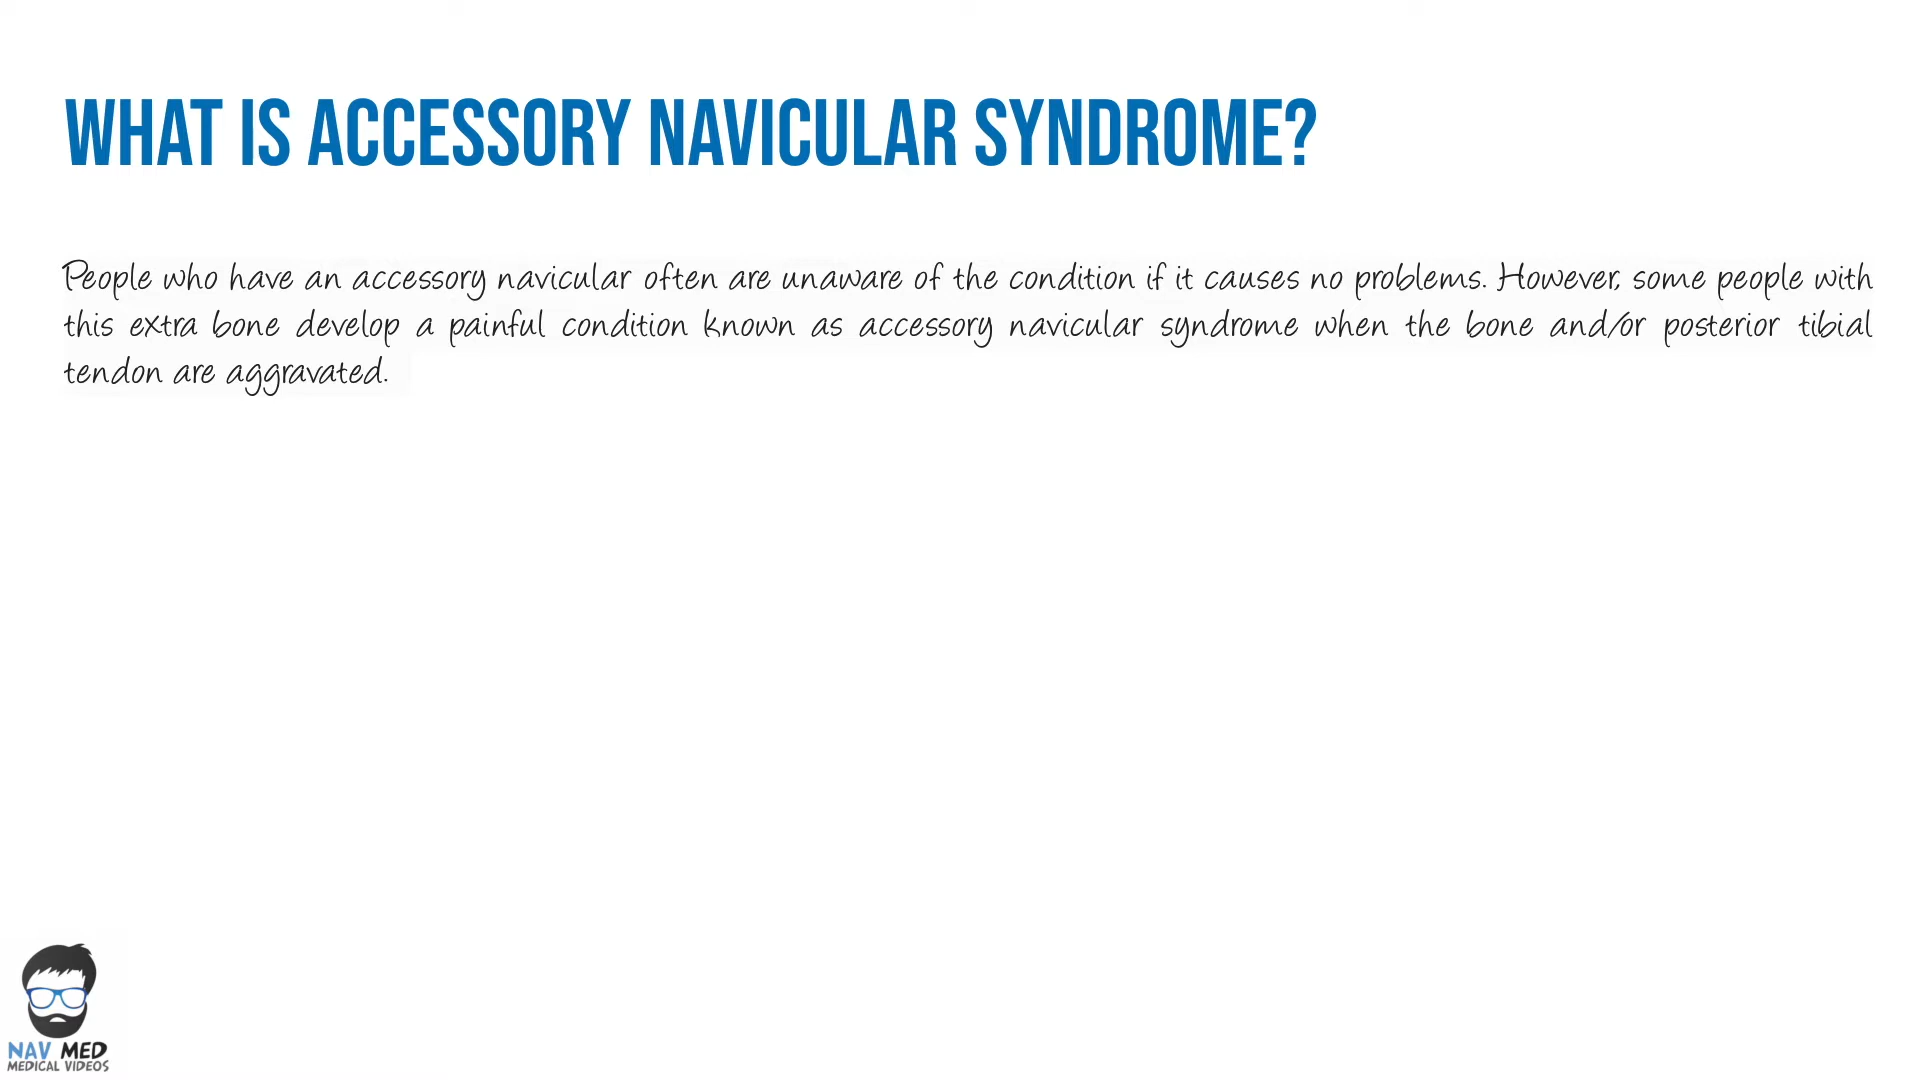 WHAT IS ACCESSORY NAVICULAR SYNDROME?
People who have an accessory navicular often are unaware of the condition if it causes no problems. However, some people with
this extra bone develop a painful condition known as accessory navicular syndrome when the bone and/or posterior tibial
tendon are aggravated.
NAV MED
MEDICAL VIDEOS